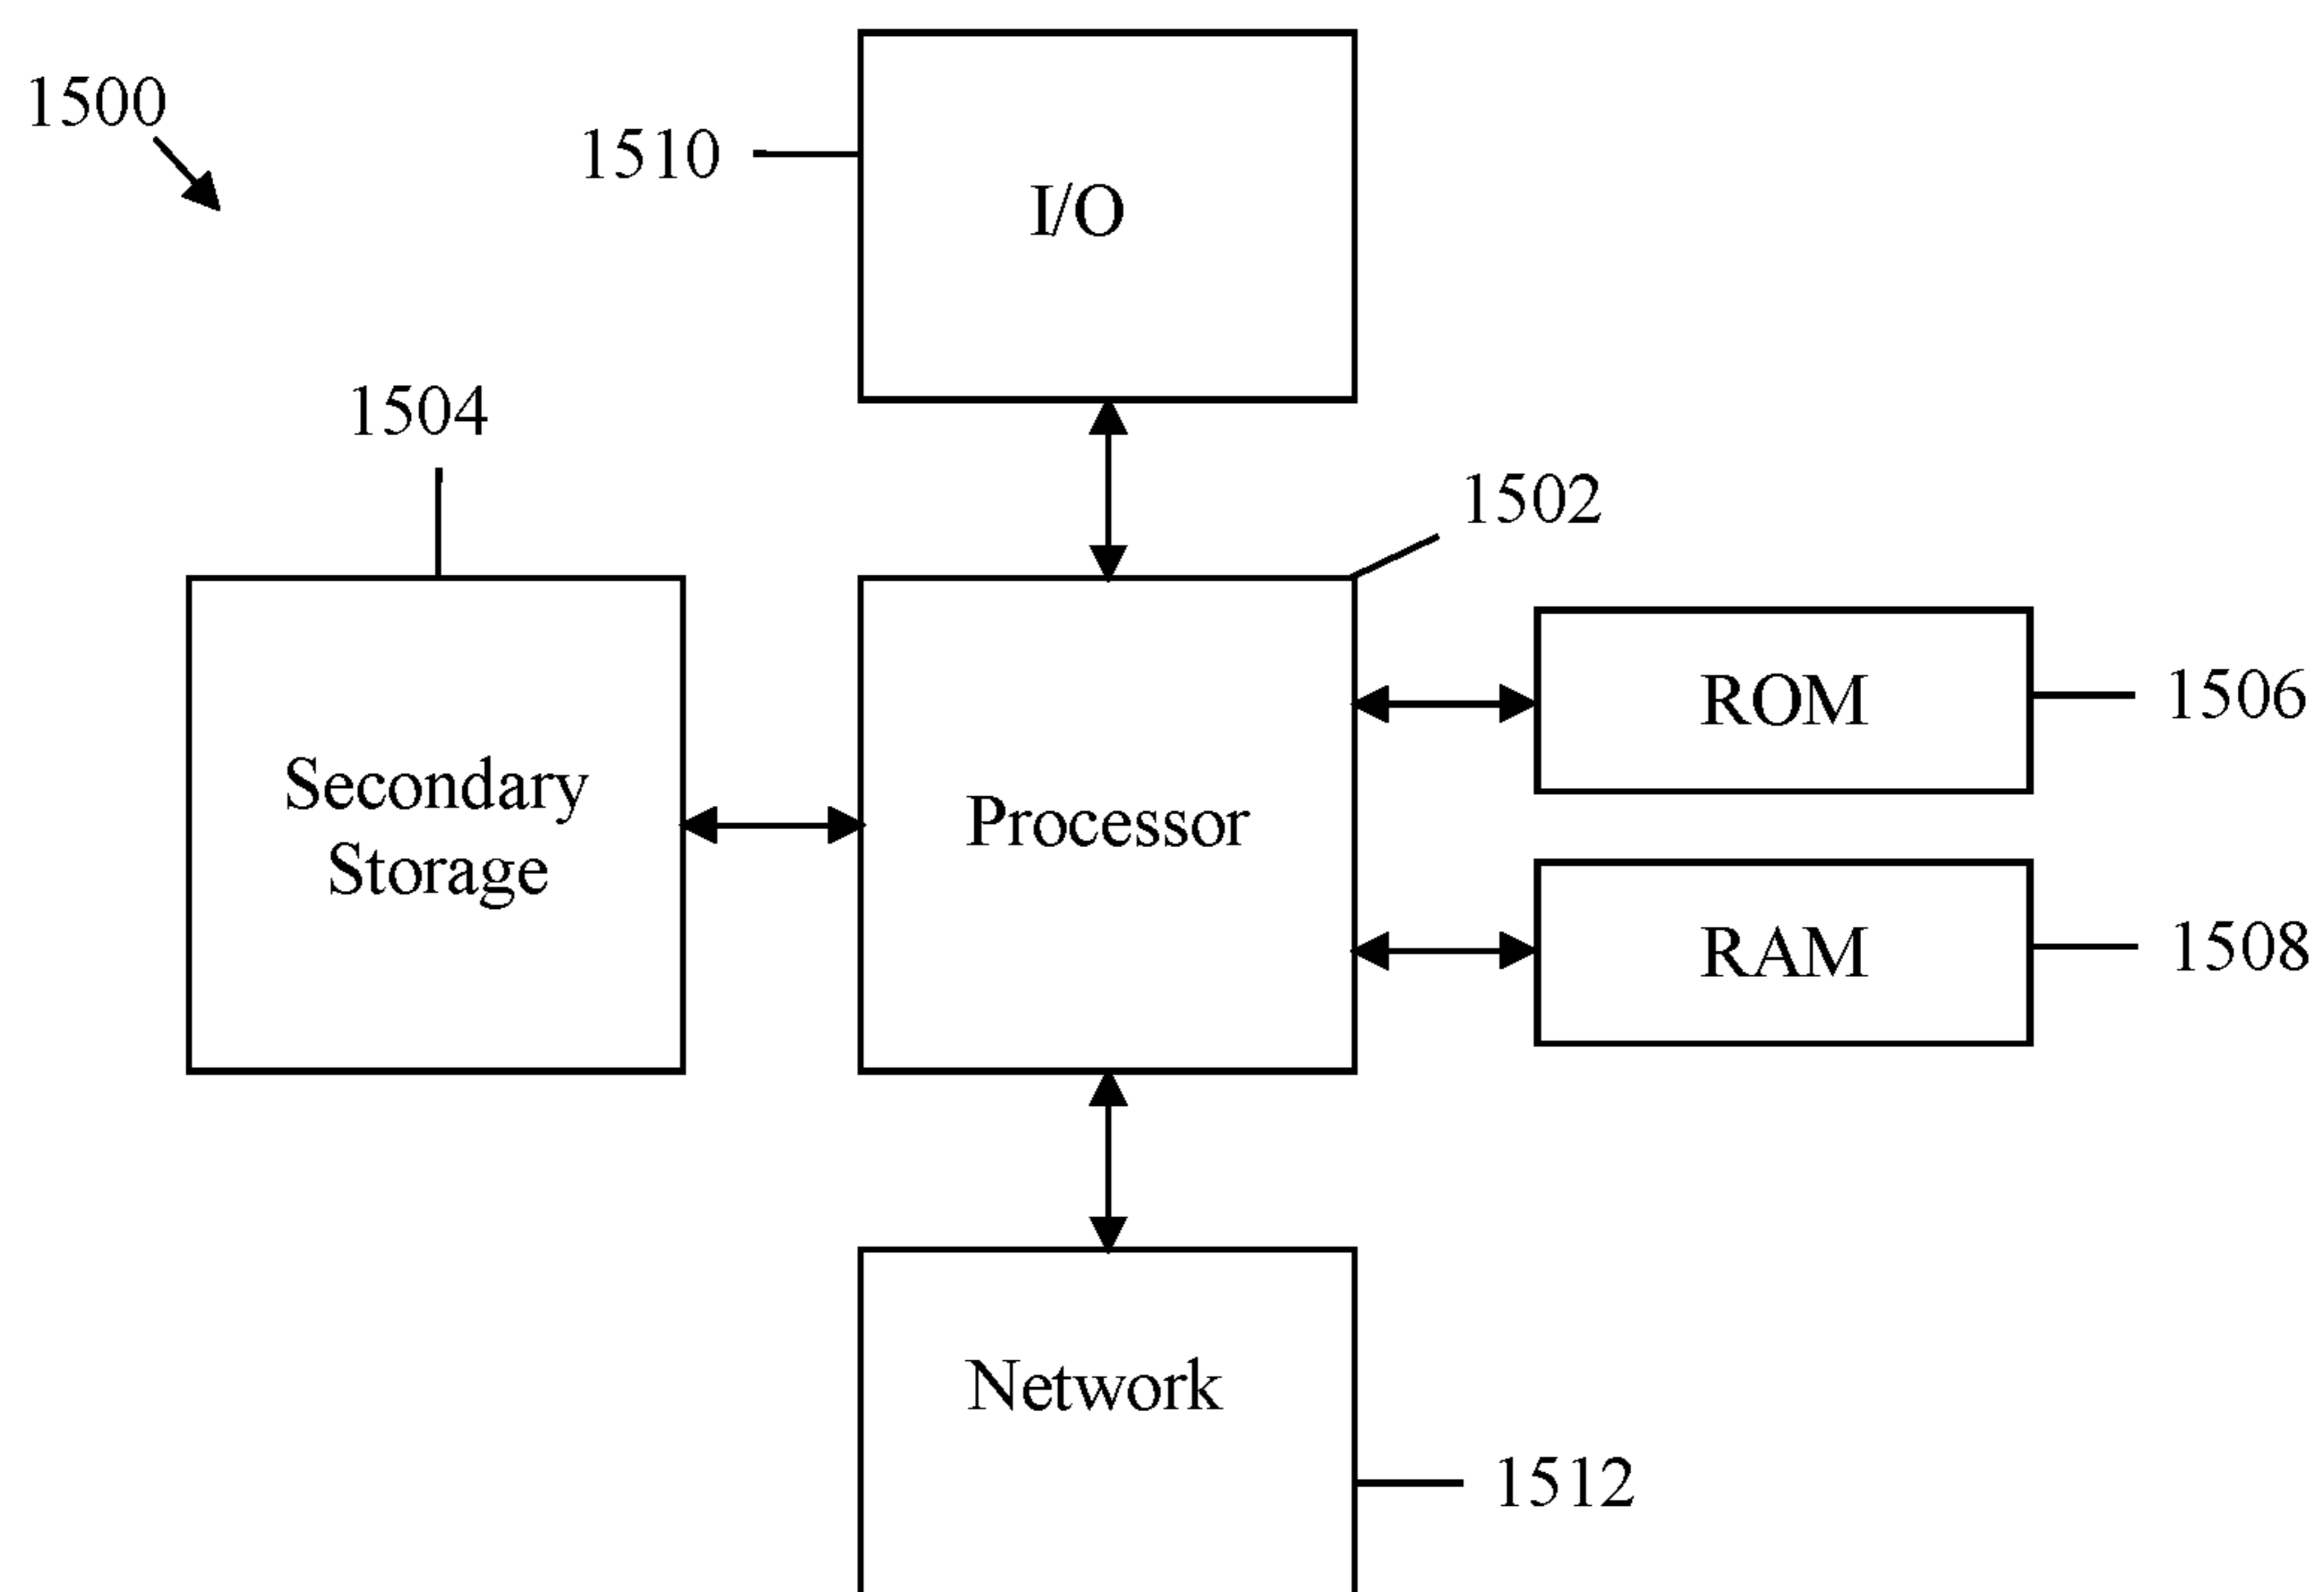 1500
1510
I/O
1504
1502
Secondary
Storage
Processor
ROM
1506
RAM
1508
Network
1512